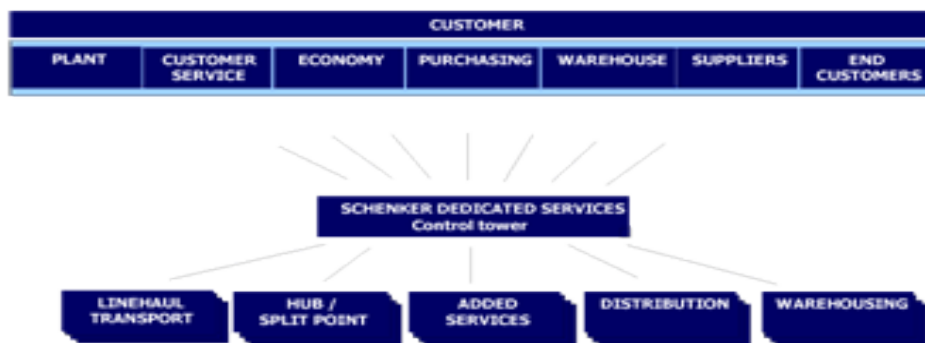 CUSTOMER
PLANT
CUSTOMER
SERVICE
ECONOMY
PURCHASING
WAREHOUSE
SUPPLIERS
END
CUSTOMERS
SCHENKER DEDICATED SERVICES
Control tower
LINEHAUL
TRANSPORT
HUB /
SPLIT POINT
ADDED
SERVICES
DISTRIBUTION
WAREHOUSING